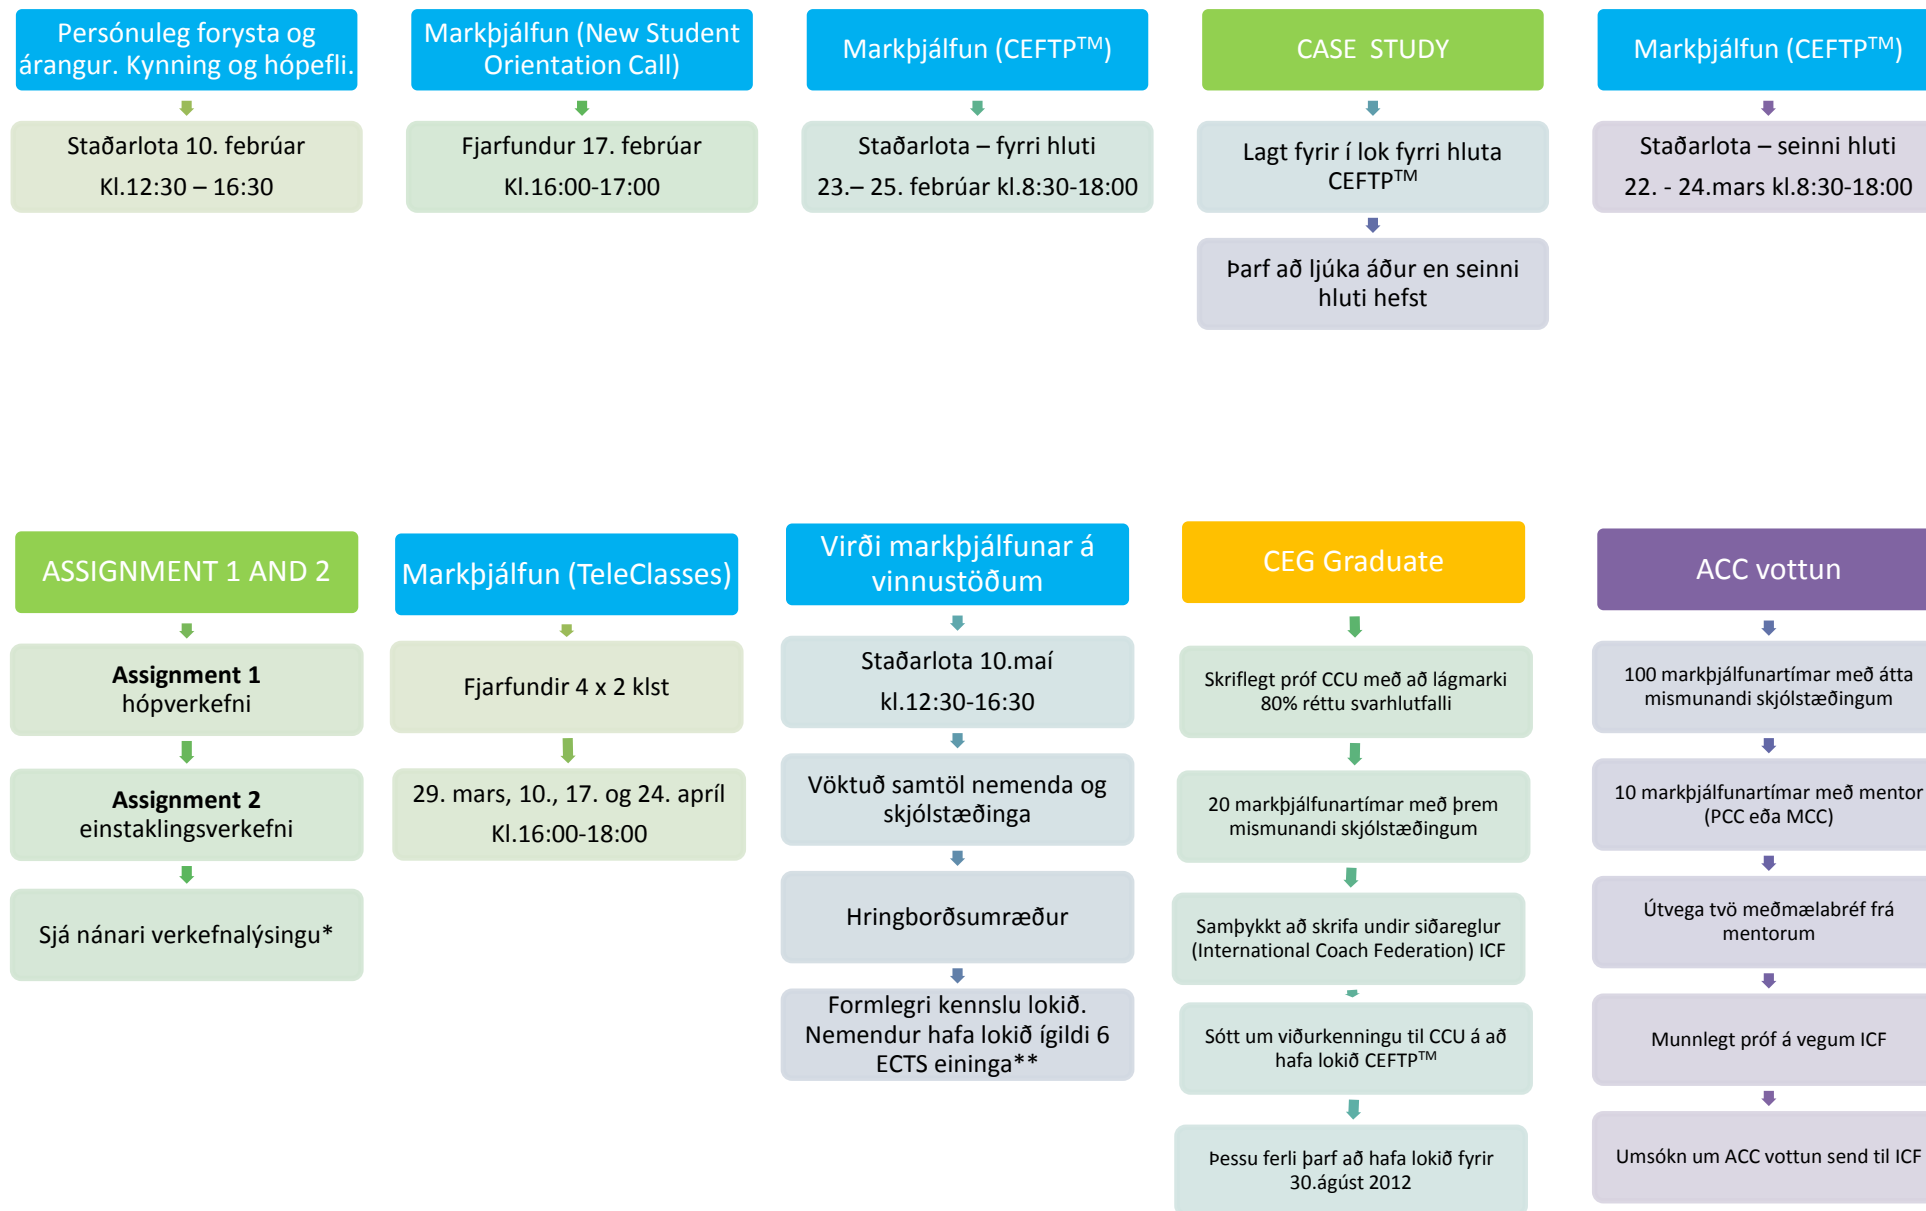 Persónuleg forysta og
árangur. Kynning og hópefli.
Staðarlota 10. febrúar
Kl.12:30 – 16:30
Markþjálfun (New Student
Orientation Call)
Fjarfundur 17. febrúar
Kl.16:00-17:00
Markþjálfun (CEFTP™)
Staðarlota – fyrri hluti
23.– 25. febrúar kl.8:30-18:00
CASE STUDY
Lagt fyrir í lok fyrri hluta
CEFTP™
Þarf að ljúka áður en seinni
hluti hefst
Markþjálfun (CEFTP™)
Staðarlota – seinni hluti
22. - 24.mars kl.8:30-18:00
ASSIGNMENT 1 AND 2
Assignment 1
hópverkefni
Assignment 2
einstaklingsverkefni
Sjá nánari verkefnalýsingu*
Markþjálfun (TeleClasses)
Fjarfundir 4 x 2 klst
29. mars, 10., 17. og 24. apríl
Kl.16:00-18:00
Virði markþjálfunar á
vinnustöðum
Staðarlota 10.maí
kl.12:30-16:30
Vöktuð samtöl nemenda og
skjólstæðinga
Hringborðsumræður
Formlegri kennslu lokið.
Nemendur hafa lokið ígildi 6
ECTS eininga**
CEG Graduate
Skriflegt próf CCU með að lágmarki
80% réttu svarhlutfalli
20 markþjálfunartímar með þrem
mismunandi skjólstæðingum
Samþykkt að skrifa undir siðareglur
(International Coach Federation) ICF
Sótt um viðurkenningu til CCU á að
hafa lokið CEFTP™
Þessu ferli þarf að hafa lokið fyrir
30.ágúst 2012
ACC vottun
100 markþjálfunartímar með átta
mismunandi skjólstæðingum
10 markþjálfunartímar með mentor
(PCC eða MCC)
Útvega tvö meðmælabréf frá
mentorum
Munnlegt próf á vegum ICF
Umsókn um ACC vottun send til ICF